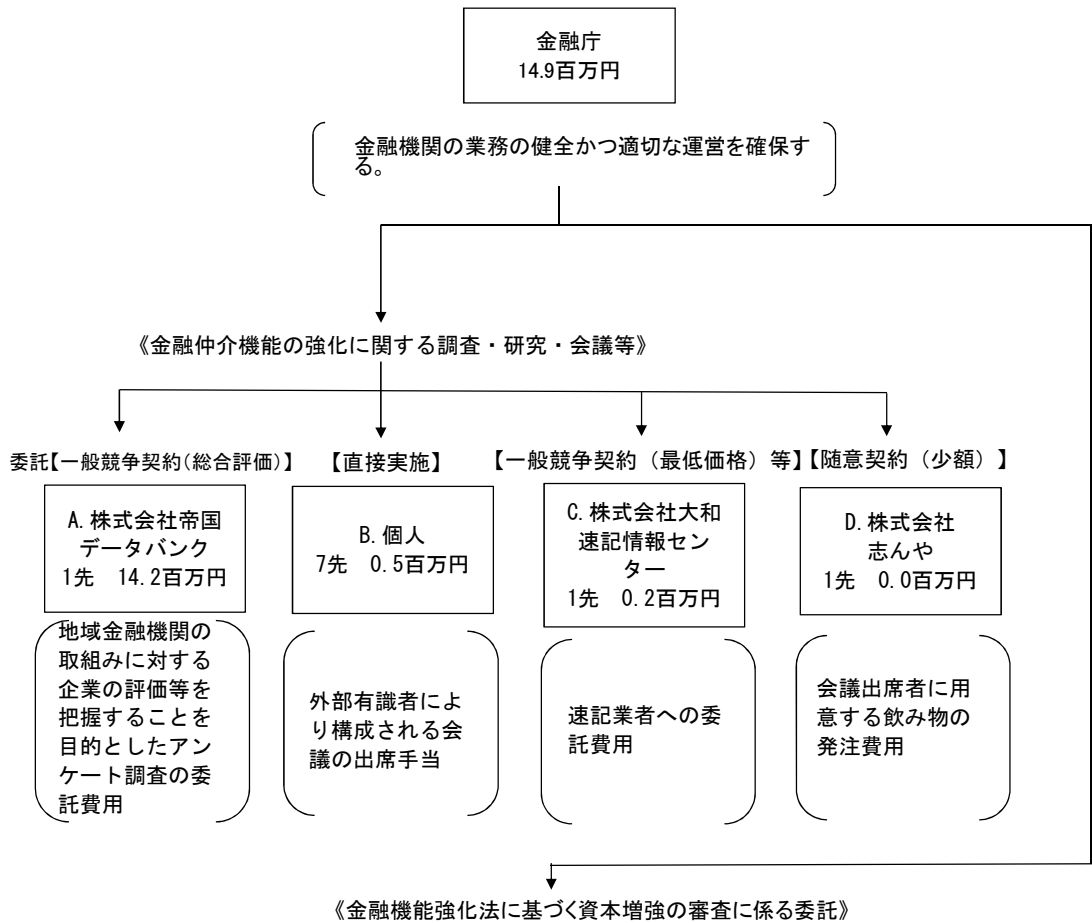 金融庁
14.9百万円
金融機関の業務の健全かつ適切な運営を確保す
る。
《金融仲介機能の強化に関する調査・研究・会議等》
委託【一般競争契約(総合評価)】
【直接実施】
【一般競争契約（最低価格）等】
【随意契約（少額）】
A.株式会社帝国
データバンク
1先　14.2百万円
B.個人
7先　0.5百万円
C.株式会社大和
速記情報セン
ター
1先　0.2百万円
D.株式会社
志んや
1先　0.0百万円
地域金融機関の
取組みに対する
企業の評価等を
把握することを
目的としたアン
ケート調査の委
託費用
外部有識者によ
り構成される会
議の出席手当
速記業者への委
託費用
会議出席者に用
意する飲み物の
発注費用
《金融機能強化法に基づく資本増強の審査に係る委託》